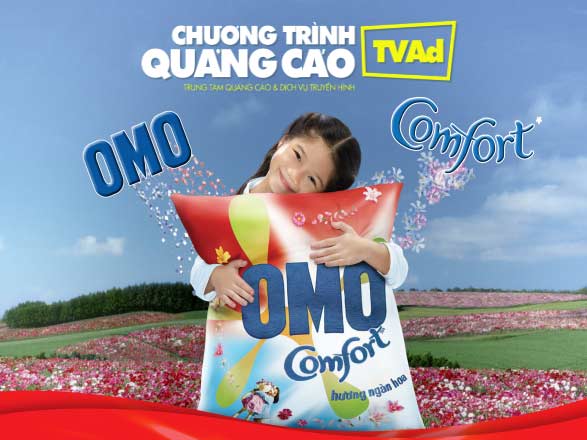 CHƯƠNG TRÌNH
QUẢNG CÁO
TVAd
TRUNG TÂM QUẢNG CÁO & DỊCH VỤ TRUYỀN HÌNH
OMO
Comfort
OMO
Comfort
hương ngàn hoa